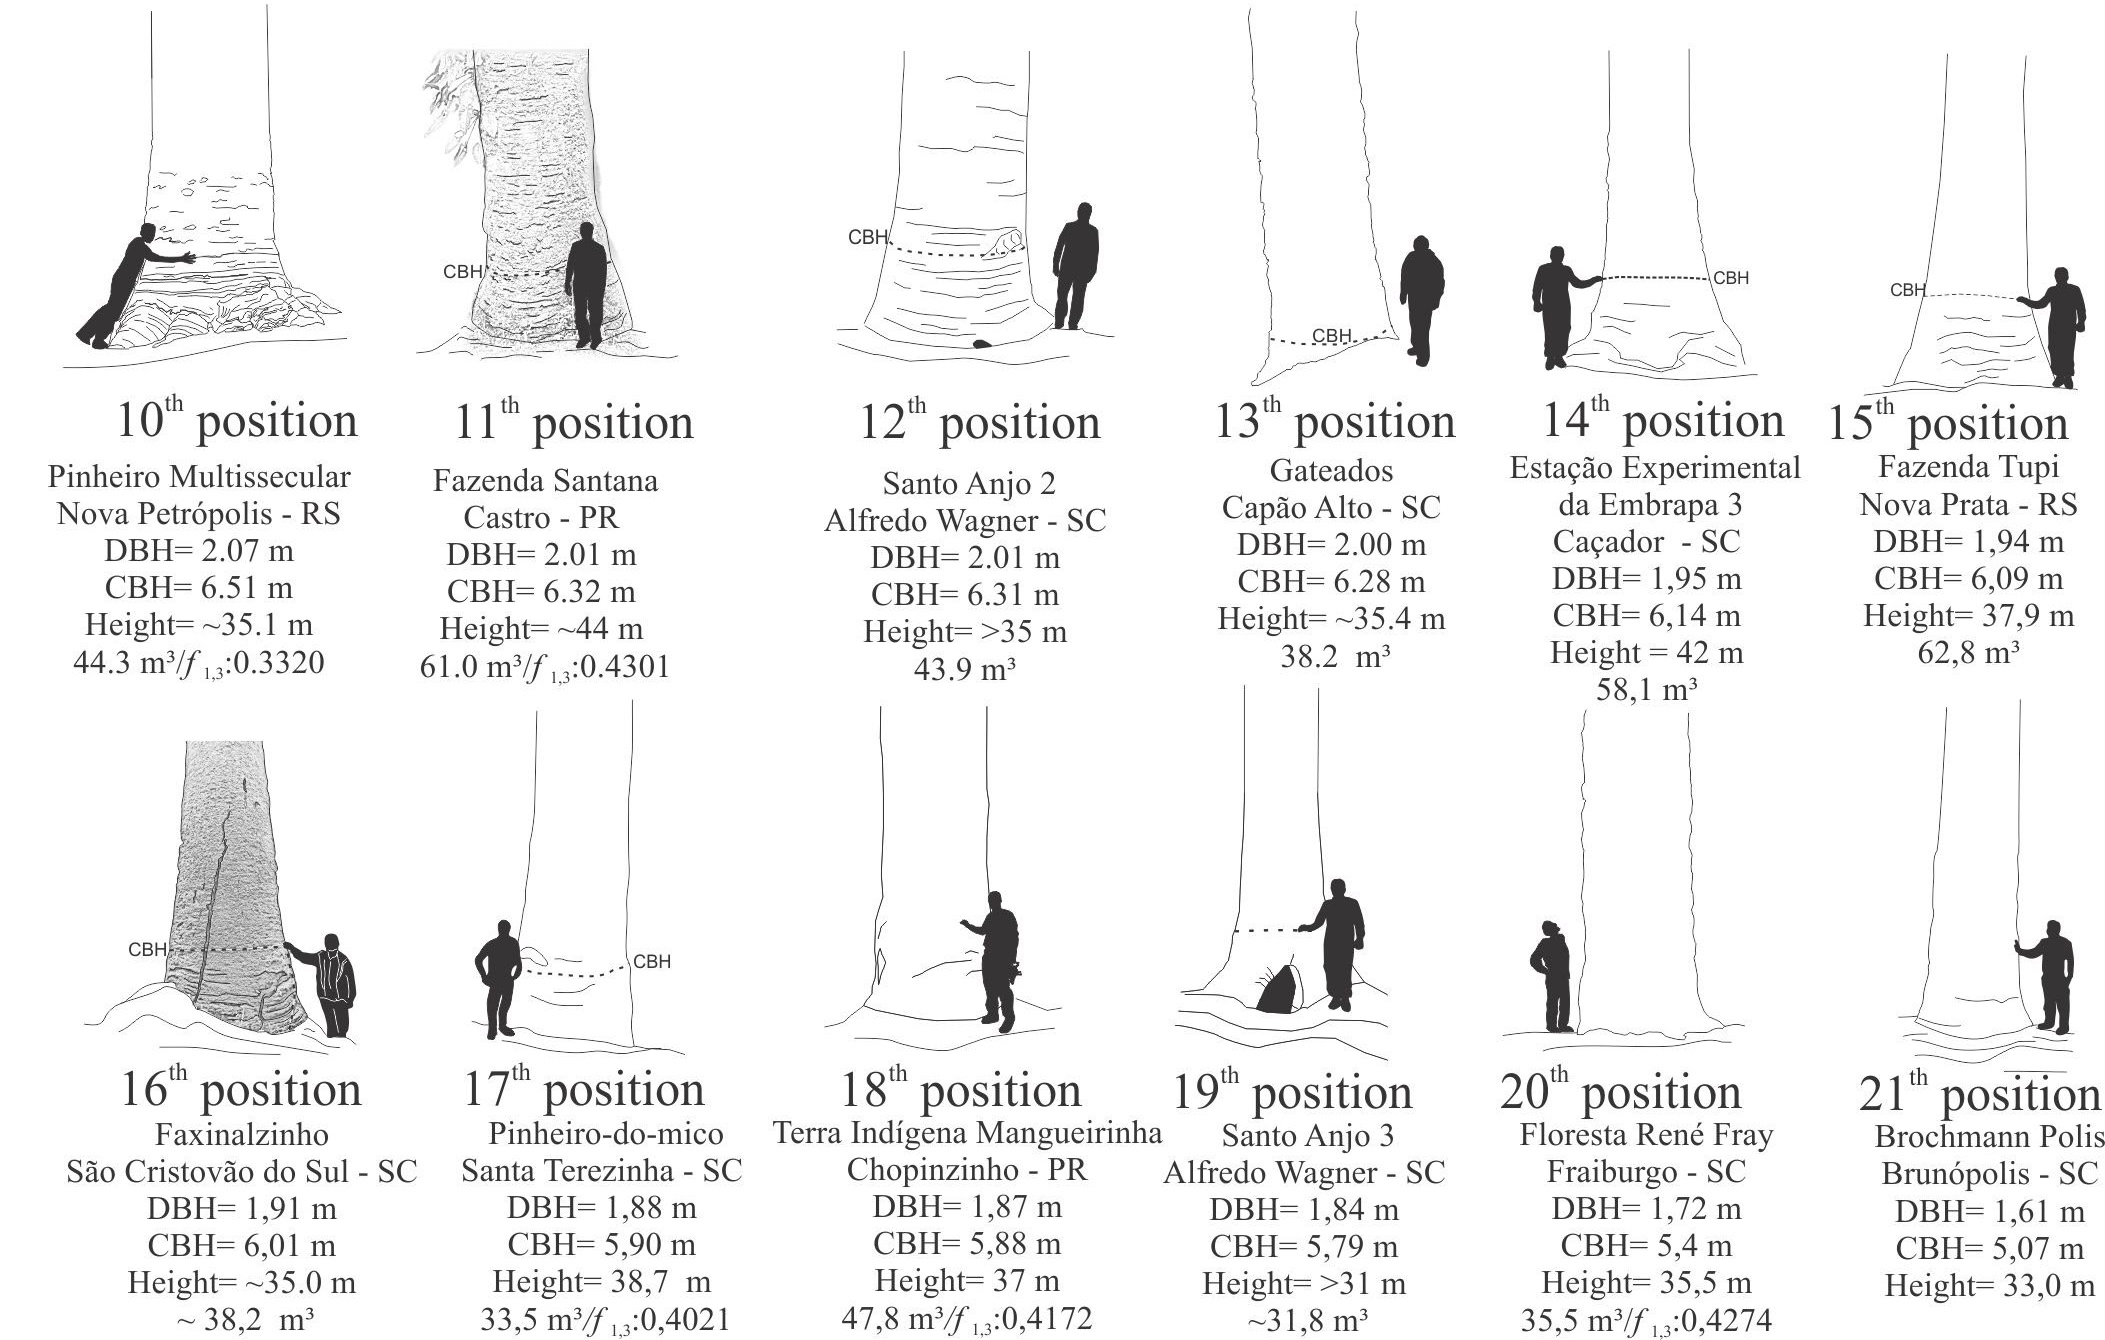 CBH
CBH
CBH
CBH
CBH
10th position
Pinheiro Multissecular
Nova Petrópolis - RS
DBH= 2.07 m
CBH= 6.51 m
Height= ~35.1 m
44.3 m³/f 1,3:0.3320
11th position
Fazenda Santana
Castro - PR
DBH= 2.01 m
CBH= 6.32 m
Height= ~44 m
61.0 m³/f 1,3:0.4301
12th position
Santo Anjo 2
Alfredo Wagner - SC
DBH= 2.01 m
CBH= 6.31 m
Height= >35 m
43.9 m³
13th position
Gateados
Capão Alto - SC
DBH= 2.00 m
CBH= 6.28 m
Height= ~35.4 m
38.2 m³
14th position
Estação Experimental
da Embrapa 3
Caçador - SC
DBH= 1,95 m
CBH= 6,14 m
Height = 42 m
58,1 m³
15th position
Fazenda Tupi
Nova Prata - RS
DBH= 1,94 m
CBH= 6,09 m
Height= 37,9 m
62,8 m³
CBH
CBH
16th position
Faxinalzinho
São Cristovão do Sul - SC
DBH= 1,91 m
CBH= 6,01 m
Height= ~35.0 m
~ 38,2 m³
17th position
Pinheiro-do-mico
Santa Terezinha - SC
DBH= 1,88 m
CBH= 5,90 m
Height= 38,7 m
33,5 m³/f 1,3:0,4021
18th position
Terra Indígena Mangueirinha
Chopinzinho - PR
DBH= 1,87 m
CBH= 5,88 m
Height= 37 m
47,8 m³/f 1,3:0,4172
19th position
Santo Anjo 3
Alfredo Wagner - SC
DBH= 1,84 m
CBH= 5,79 m
Height= >31 m
~31,8 m³
20th position
Floresta René Fray
Fraiburgo - SC
DBH= 1,72 m
CBH= 5,4 m
Height= 35,5 m
35,5 m³/f 1,3:0,4274
21th position
Brochmann Polis
Brunópolis - SC
DBH= 1,61 m
CBH= 5,07 m
Height= 33,0 m